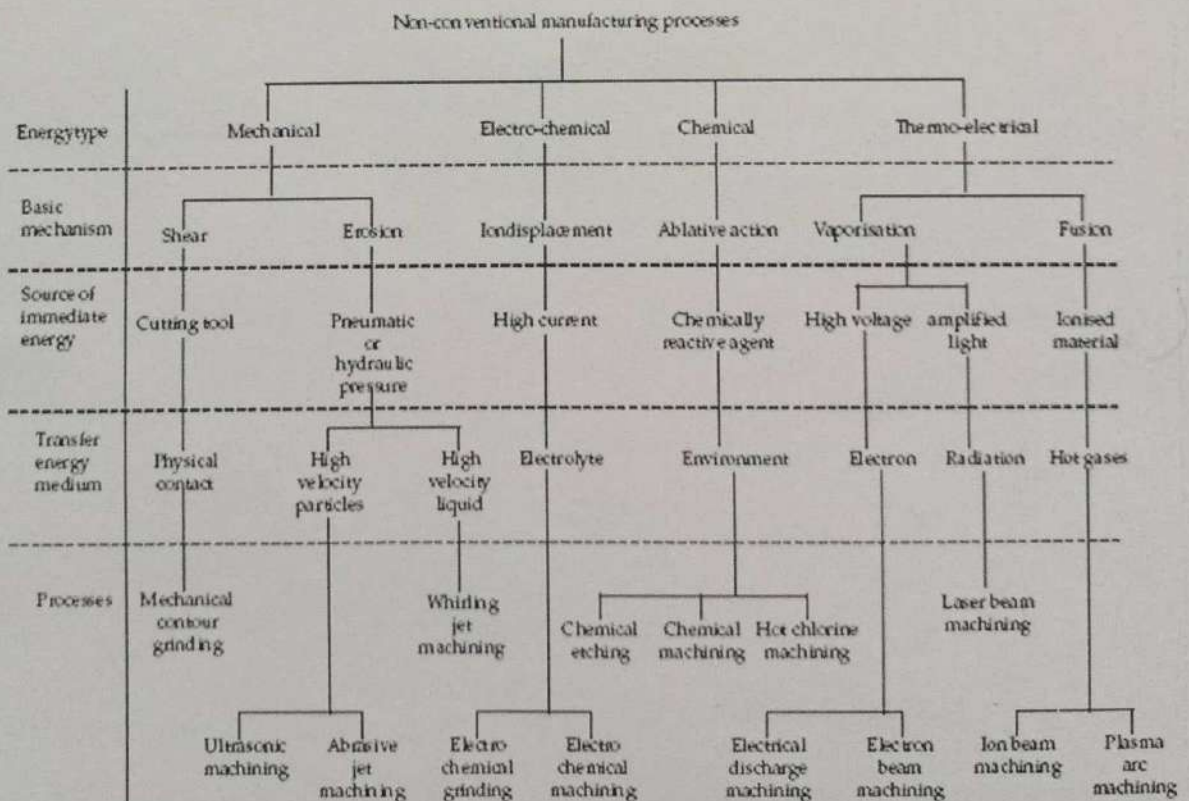 Non-conventional manufacturing processes
Energy type
Mechanical
Electro-chemical
Chemical
Thermo-electrical
Basic
mechanism
Shear
Erosion
Ion displacement
Ablative action
Vaporisation
Fusion
Source of
immediate
energy
Cutting tool
Pneumatic
or
hydraulic
pressure
High current
Chemically
reactive agent
High voltage
amplified
light
Ionised
material
Transfer
energy
medium
Physical
contact
High
velocity
particles
High
velocity
liquid
Electrolyte
Environment
Electron
Radiation
Hot gases
Processes
Mechanical
contour
grinding
Whirling
jet
machining
Chemical
etching
Chemical
machining
Hot chlorine
machining
Laser beam
machining
Ultrasonic
machining
Abrasive
jet
machining
Electro
chemical
grinding
Electro
chemical
machining
Electrical
discharge
machining
Electron
beam
machining
Ion beam
machining
Plasma
arc
machining